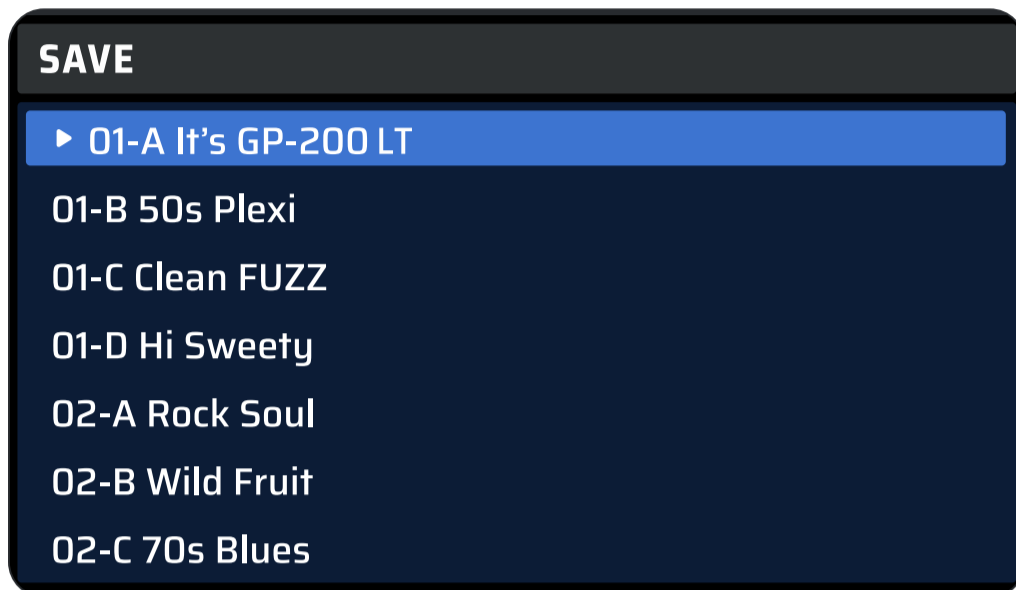 SAVE
01-A It’s GP-200 LT
01-B 50s Plexi
01-C Clean FUZZ
01-D Hi Sweety
02-A Rock Soul
02-B Wild Fruit
02-C 70s Blues